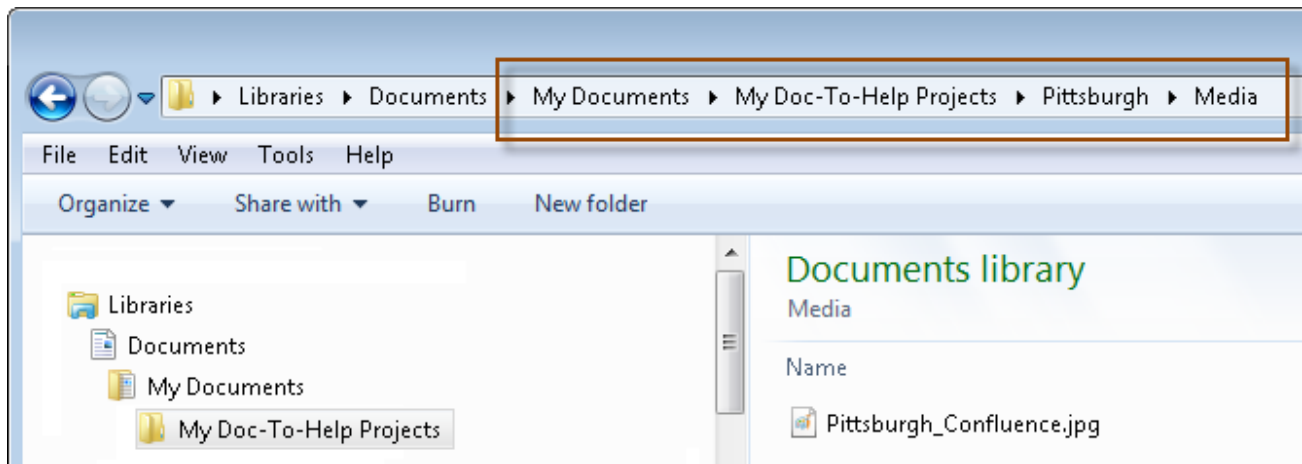 Libraries Documents My Documents My Doc-To-Help Projects Pittsburgh Media
File Edit View Tools Help
Organize Share with Burn New folder
Libraries
Documents
My Documents
My Doc-To-Help Projects
Documents library
Media
Name
Pittsburgh_Confluence.jpg